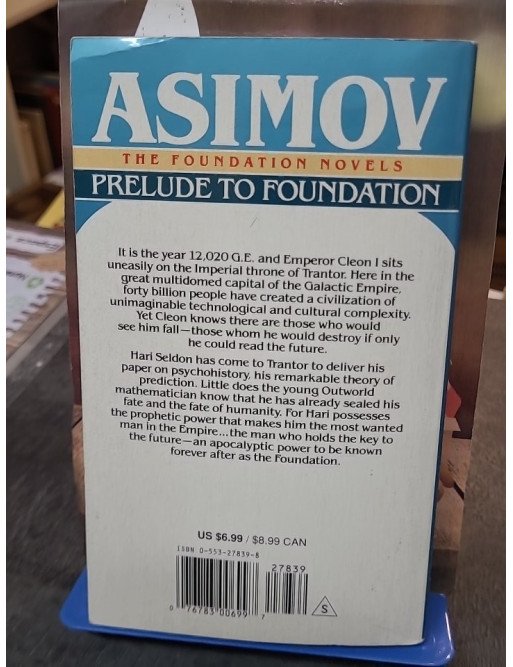 ASIMOV
THE FOUNDATION NOVELS
PRELUDE TO FOUNDATION
It is the year 12,020 G.E. and Emperor Cleon I sits
uneasily on the Imperial throne of Trantor. Here in the
great multidomed capital of the Galactic Empire,
forty billion people have created a civilization of
unimaginable technological and cultural complexity.
Yet Cleon knows there are those who would
see him fall—those whom he would destroy if only
he could read the future.
Hari Seldon has come to Trantor to deliver his
paper on psychohistory, his remarkable theory of
prediction. Little does the young Outworld
mathematician know that he has already sealed his
fate and the fate of humanity. For Hari possesses
the prophetic power that makes him the most wanted
man in the Empire...the man who holds the key to
the future—an apocalyptic power to be known
forever after as the Foundation.
US $6.99 / $8.99 CAN
ISBN 0-553-27839-8
27839
0 76783 00699 7
S